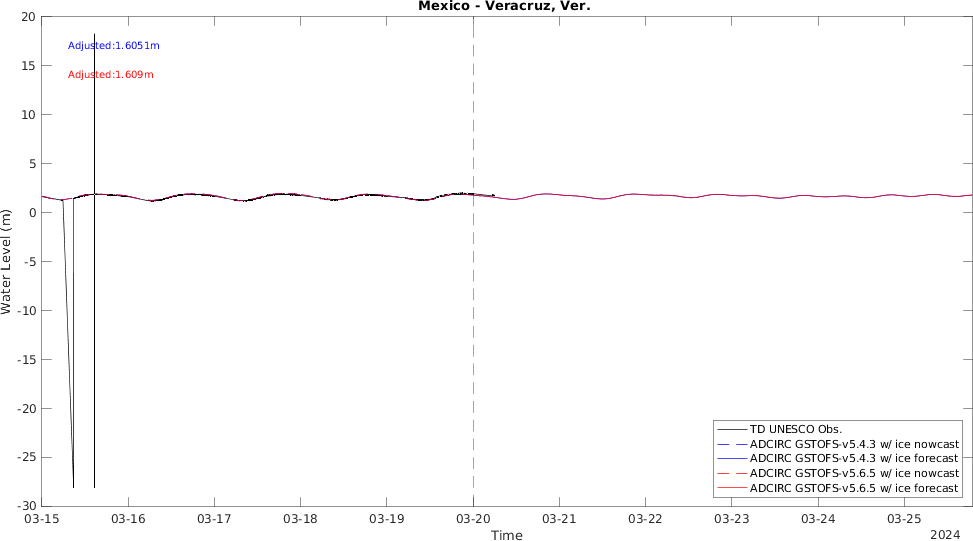 Mexico - Veracruz, Ver.
20
15
10
5
0
-5
-10
-15
-20
-25
-30
Water Level (m)
Adjusted:1.6051m
Adjusted:1.609m
TD UNESCO Obs.
ADCIRC GSTOFS-v5.4.3 w/ ice nowcast
ADCIRC GSTOFS-v5.4.3 w/ ice forecast
ADCIRC GSTOFS-v5.6.5 w/ ice nowcast
ADCIRC GSTOFS-v5.6.5 w/ ice forecast
03-15 03-16 03-17 03-18 03-19 03-20 03-21 03-22 03-23 03-24 03-25
Time
2024